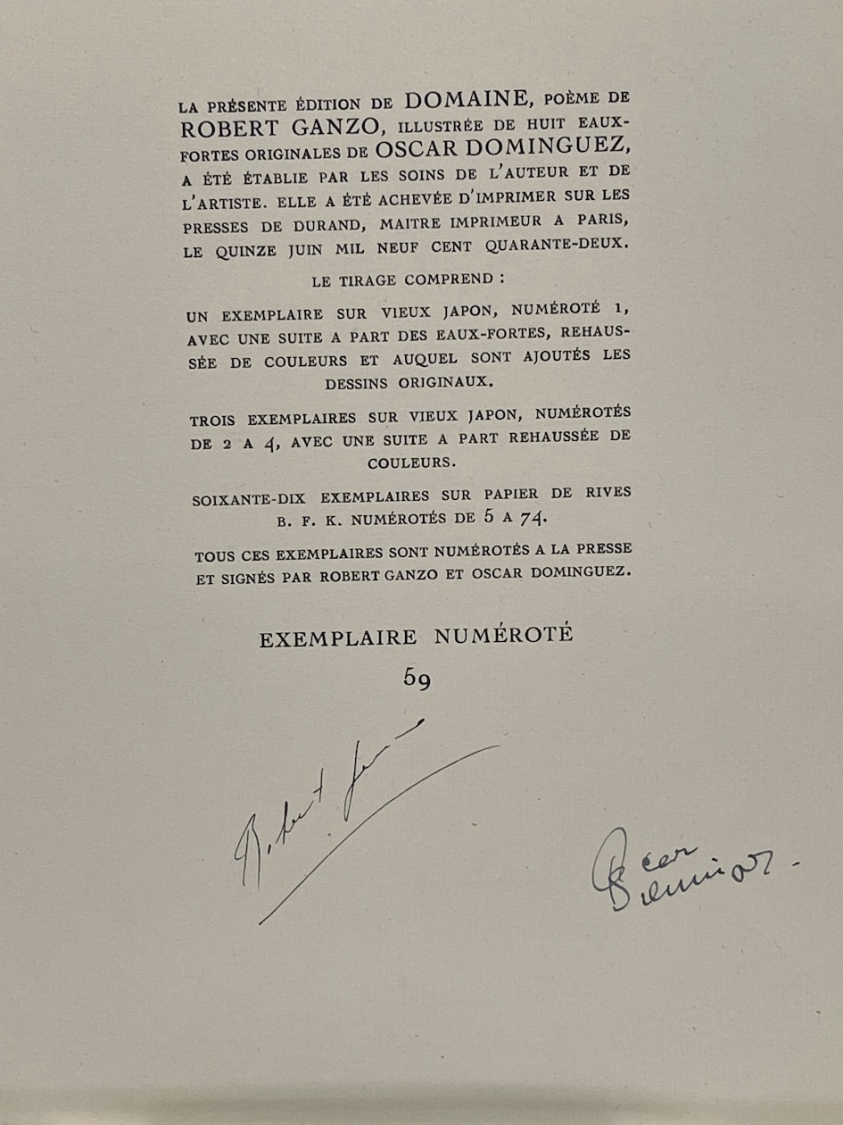 LA PRÉSENTE ÉDITION DE DOMAINE, POÈME DE
ROBERT GANZO, ILLUSTRÉE DE HUIT EAUX-
FORTES ORIGINALES DE OSCAR DOMINGUEZ,
A ÉTÉ ÉTABLIE PAR LES SOINS DE L'AUTEUR ET DE
L'ARTISTE. ELLE A ÉTÉ ACHEVÉE D'IMPRIMER SUR LES
PRESSES DE DURAND, MAITRE IMPRIMEUR A PARIS,
LE QUINZE JUIN MIL NEUF CENT QUARANTE-DEUX.
LE TIRAGE COMPREND :
UN EXEMPLAIRE SUR VIEUX JAPON, NUMÉROTÉ 1,
AVEC UNE SUITE A PART DES EAUX-FORTES, REHAUS-
SÉE DE COULEURS ET AUQUEL SONT AJOUTÉS LES
DESSINS ORIGINAUX.
TROIS EXEMPLAIRES SUR VIEUX JAPON, NUMÉROTÉS
DE 2 A 4, AVEC UNE SUITE A PART REHAUSSÉE DE
COULEURS.
SOIXANTE-DIX EXEMPLAIRES SUR PAPIER DE RIVES
B. F. K. NUMÉROTÉS DE 5 A 74.
TOUS CES EXEMPLAIRES SONT NUMÉROTÉS A LA PRESSE
ET SIGNÉS PAR ROBERT GANZO ET OSCAR DOMINGUEZ.
EXEMPLAIRE NUMÉROTÉ
59
Robert
Oscar